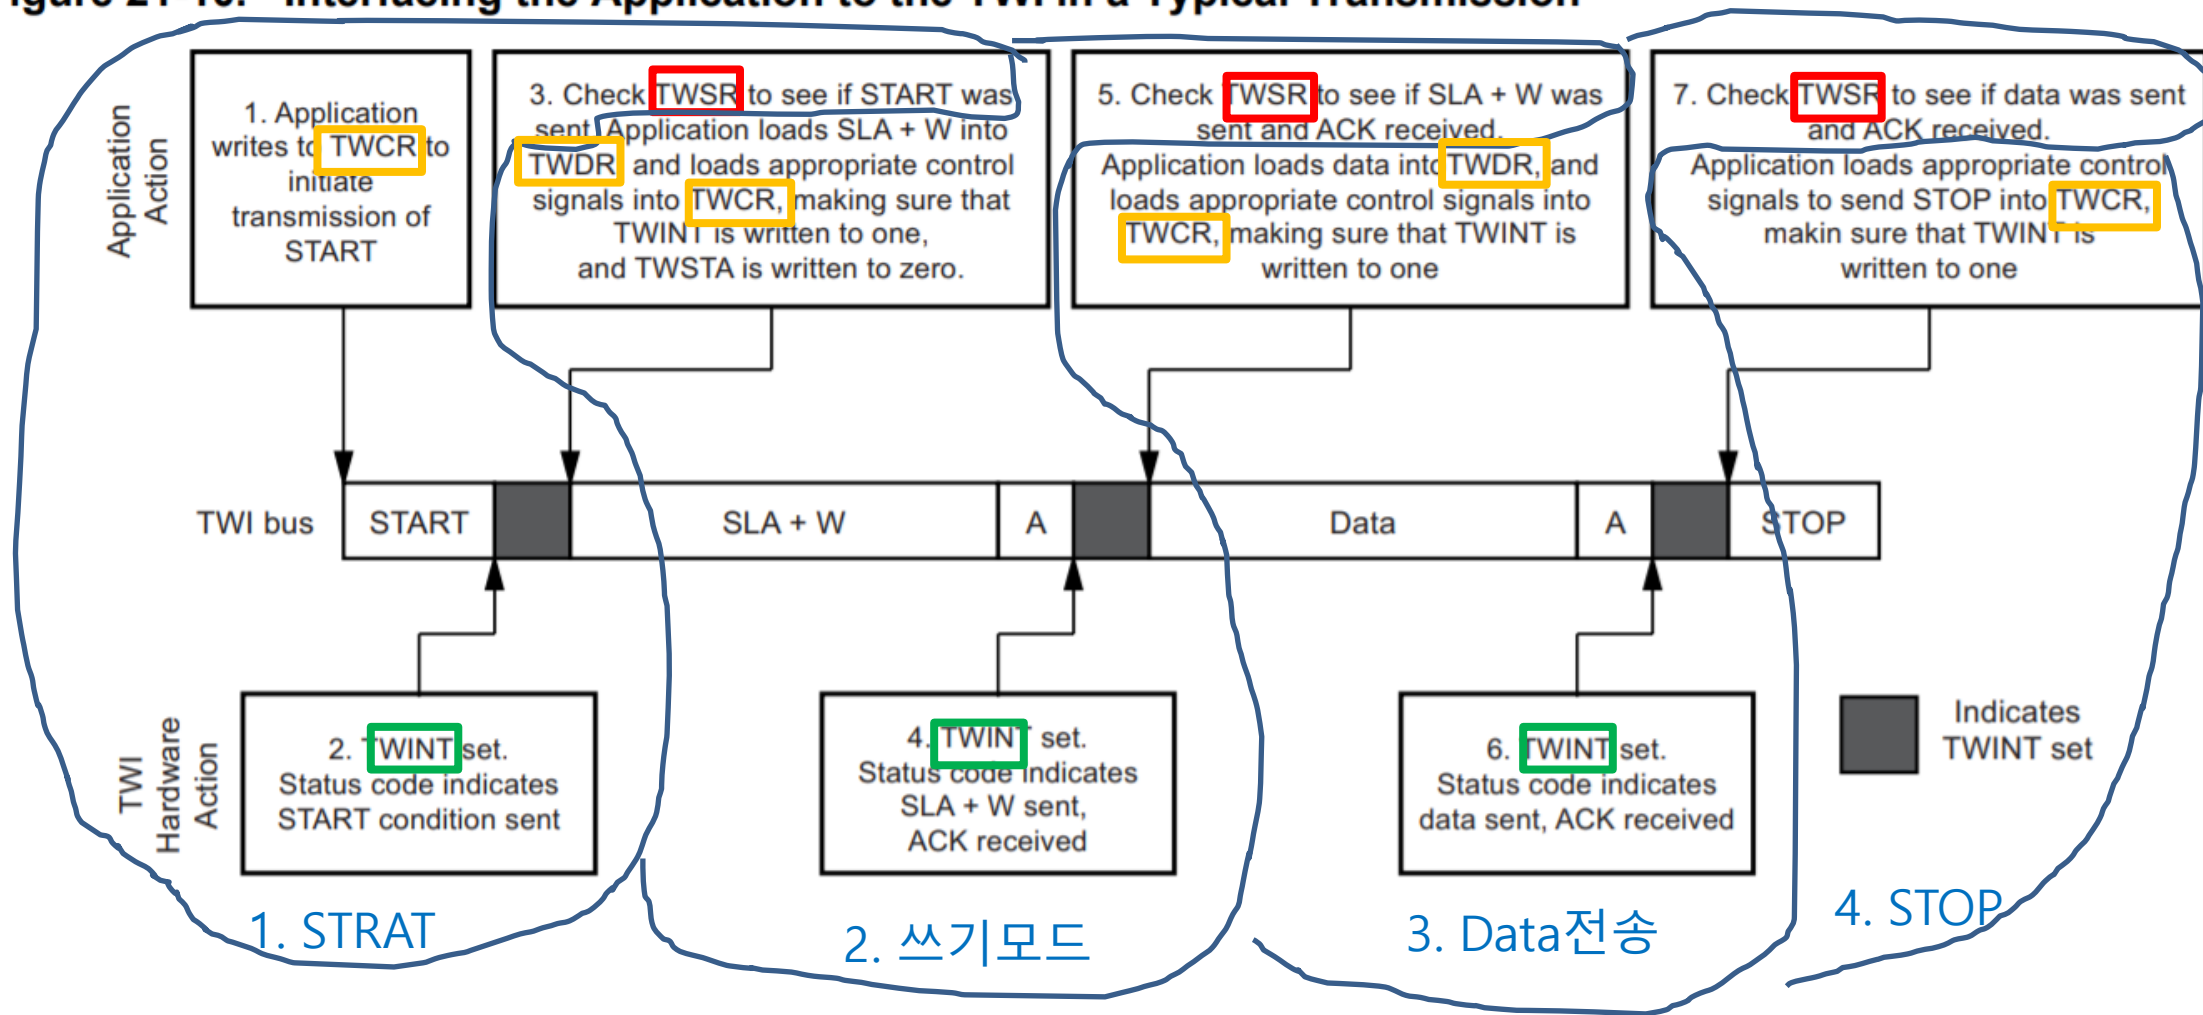 igure 21-10. Interfacing the Application to the TWI in a Typical Transmission
Application
Action
1. Application
writes to TWCR to
initiate
transmission of
START
3. Check TWSR to see if START was
sent. Application loads SLA + W into
TWDR and loads appropriate control
signals into TWCR, making sure that
TWINT is written to one,
and TWSTA is written to zero.
5. Check TWSR to see if SLA + W was
sent and ACK received.
Application loads data into TWDR, and
loads appropriate control signals into
TWCR, making sure that TWINT is
written to one
7. Check TWSR to see if data was sent
and ACK received.
Application loads appropriate control
signals to send STOP into TWCR,
makin sure that TWINT is
written to one
TWI bus
START
SLA + W
A
Data
A
STOP
TWI
Hardware
Action
2. TWINT set.
Status code indicates
START condition sent
4. TWINT set.
Status code indicates
SLA + W sent,
ACK received
6. TWINT set.
Status code indicates
data sent, ACK received
Indicates
TWINT set
1. STRAT
2. 쓰기모드
3. Data전송
4. STOP